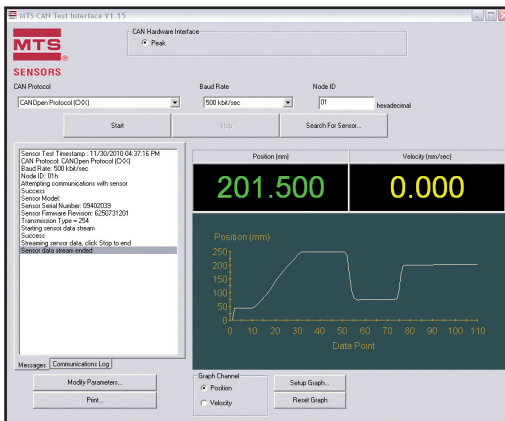 MTS CAN Test Interface V1.15
MTS
®
SENSORS
CAN Hardware Interface
Peak
CAN Protocol
Baud Rate
Node ID
CANOpen Protocol (CXX)
500 kbit/sec
01
hexadecimal
Start
Stop
Search For Sensor...
Sensor Test Timestamp : 11/30/2010 04:37:16 PM
CAN Protocol: CANOpen Protocol (CXX)
Baud Rate: 500 kbit/sec
Node ID: 01h
Attempting communications with sensor
Success
Sensor Model:
Sensor Serial Number: 09402039
Sensor Firmware Revision: 6250731201
Transmission Type = 254
Starting sensor data stream
Success
Streaming sensor data, click Stop to end
Sensor data stream ended
Messages
Communications Log
Modify Parameters...
Print...
Position (mm)
Velocity (mm/sec)
201.500
0.000
Position (mm)
250
200
150
100
50
0
0 10 20 30 40 50 60 70 80 90 100 110
Data Point
Graph Channel
Position
Velocity
Setup Graph...
Reset Graph